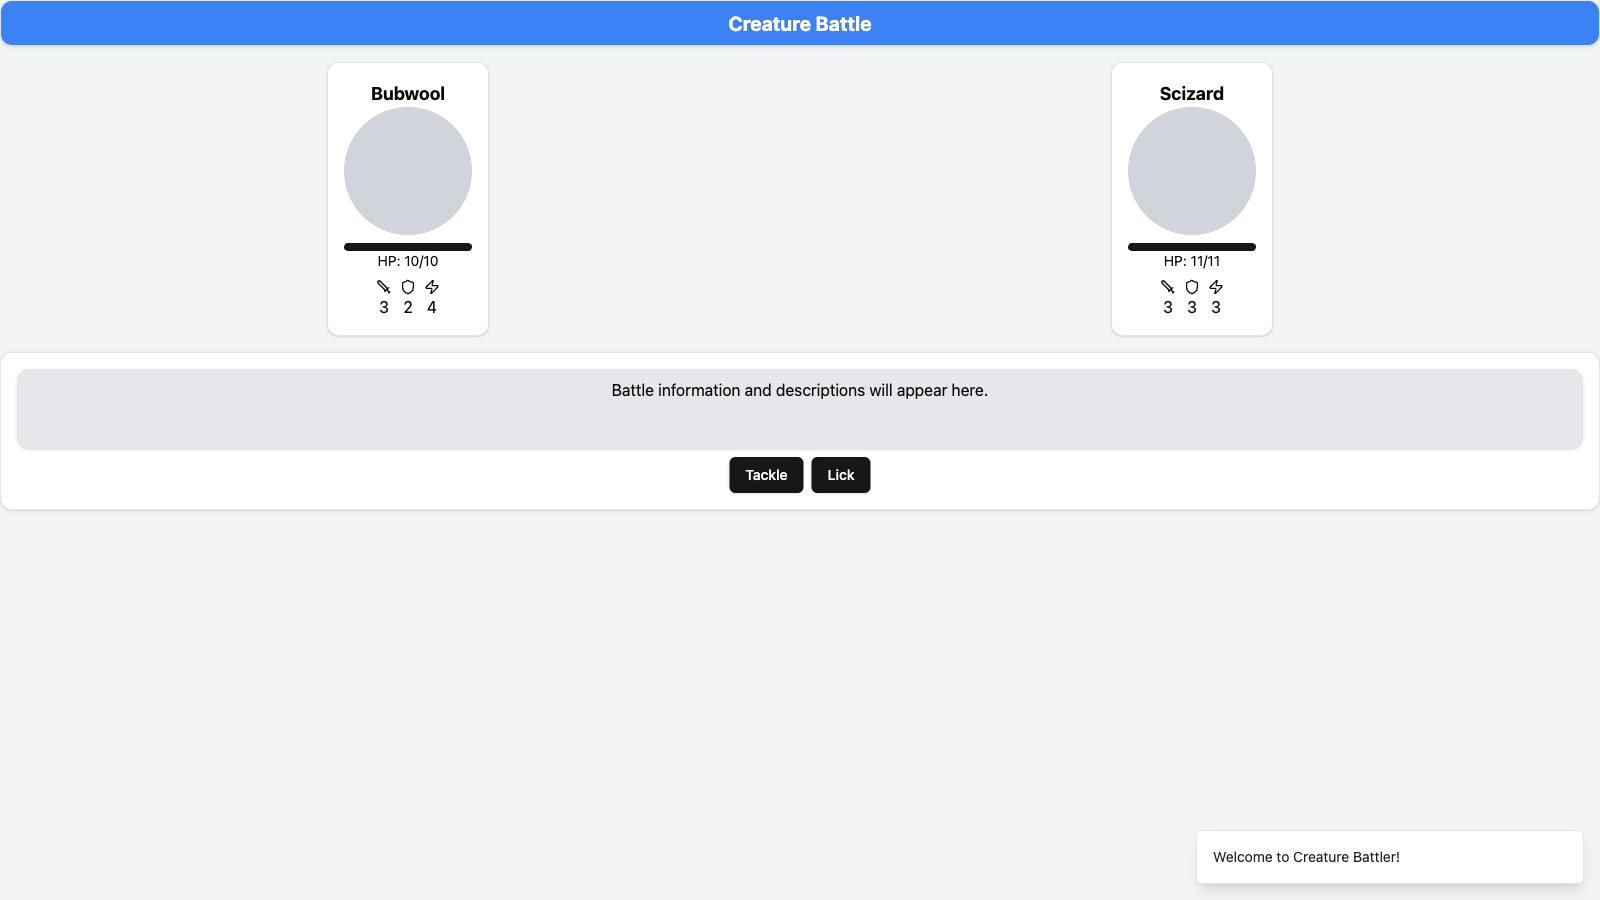 Creature Battle
Bubwool
HP: 10/10
3 2 4
Scizard
HP: 11/11
3 3 3
Battle information and descriptions will appear here.
Tackle Lick
Welcome to Creature Battler!